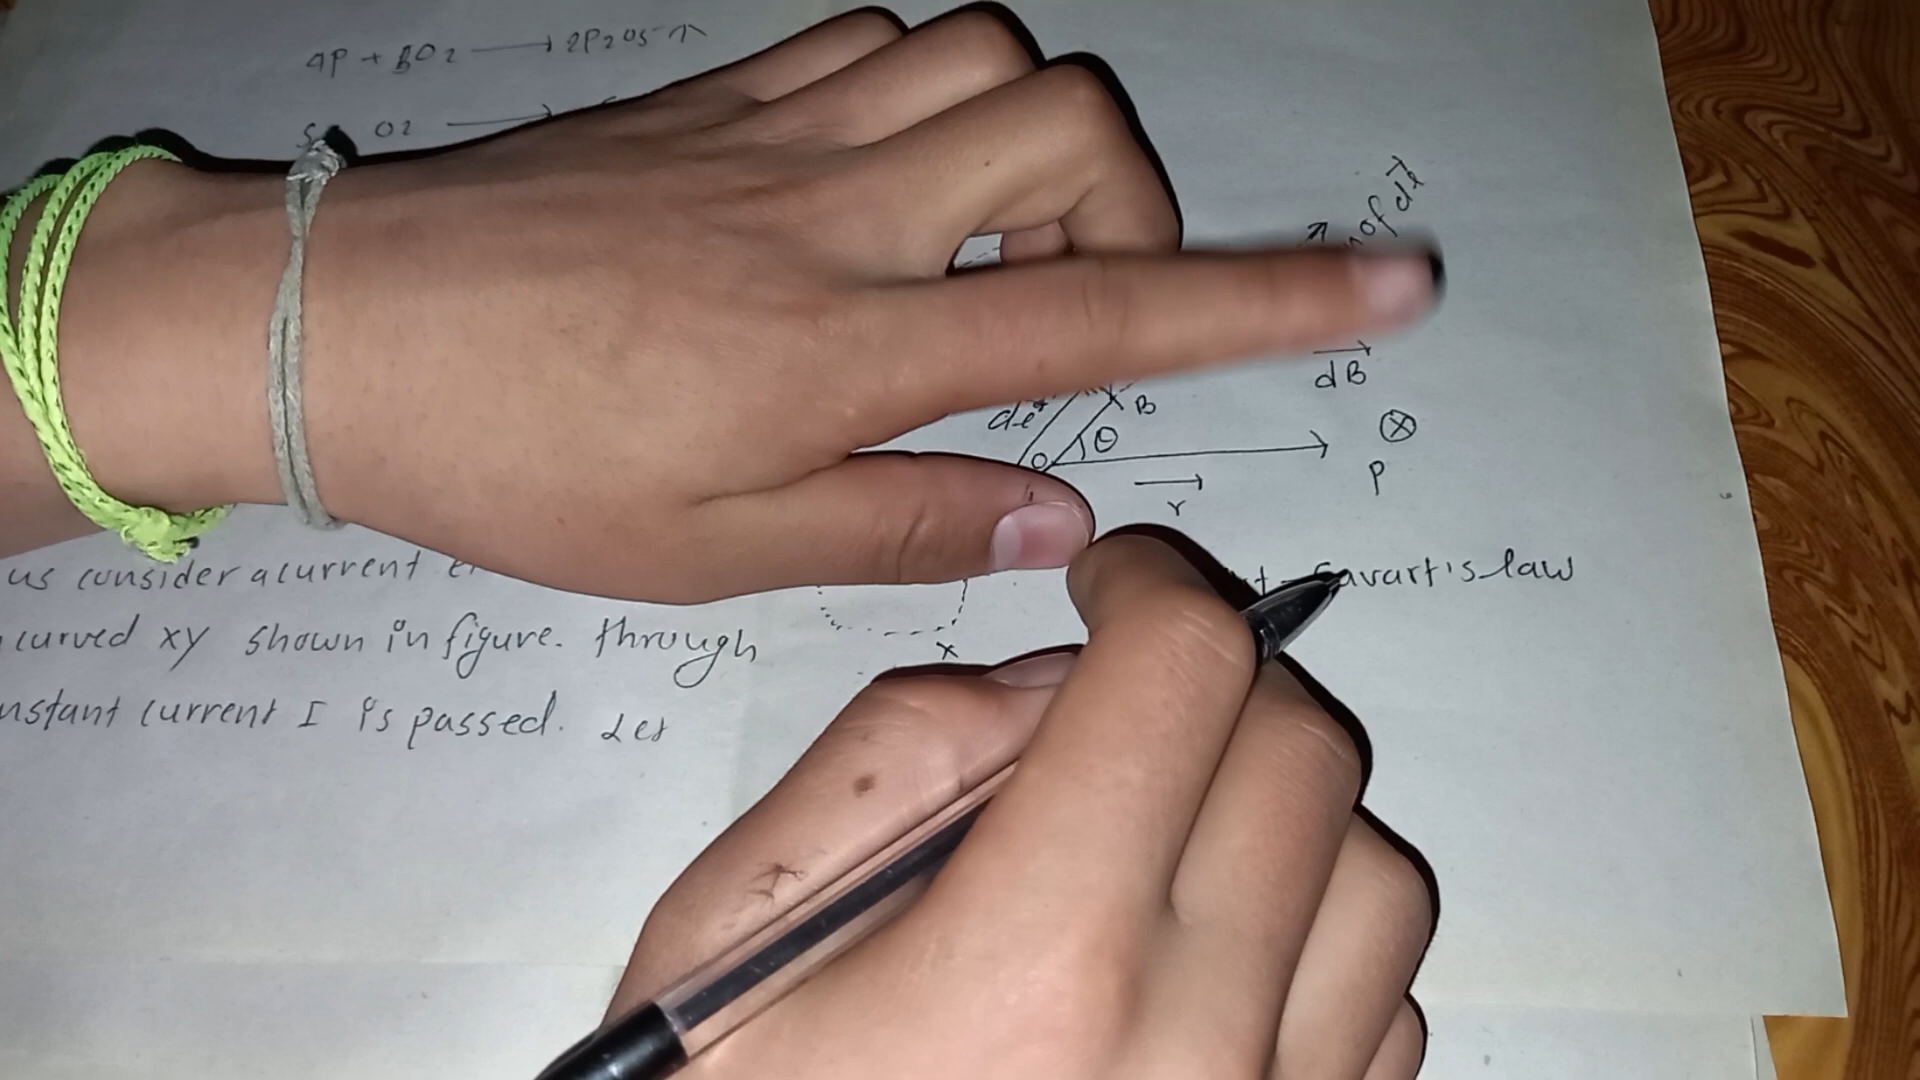 4P + BO2 → 2P2O5 ↑
S O2 →
of dl
dB
dl B
O θ
P
r
Savart's law
us consider a current
curved xy shown in figure. through
x
nstant current I is passed. Let